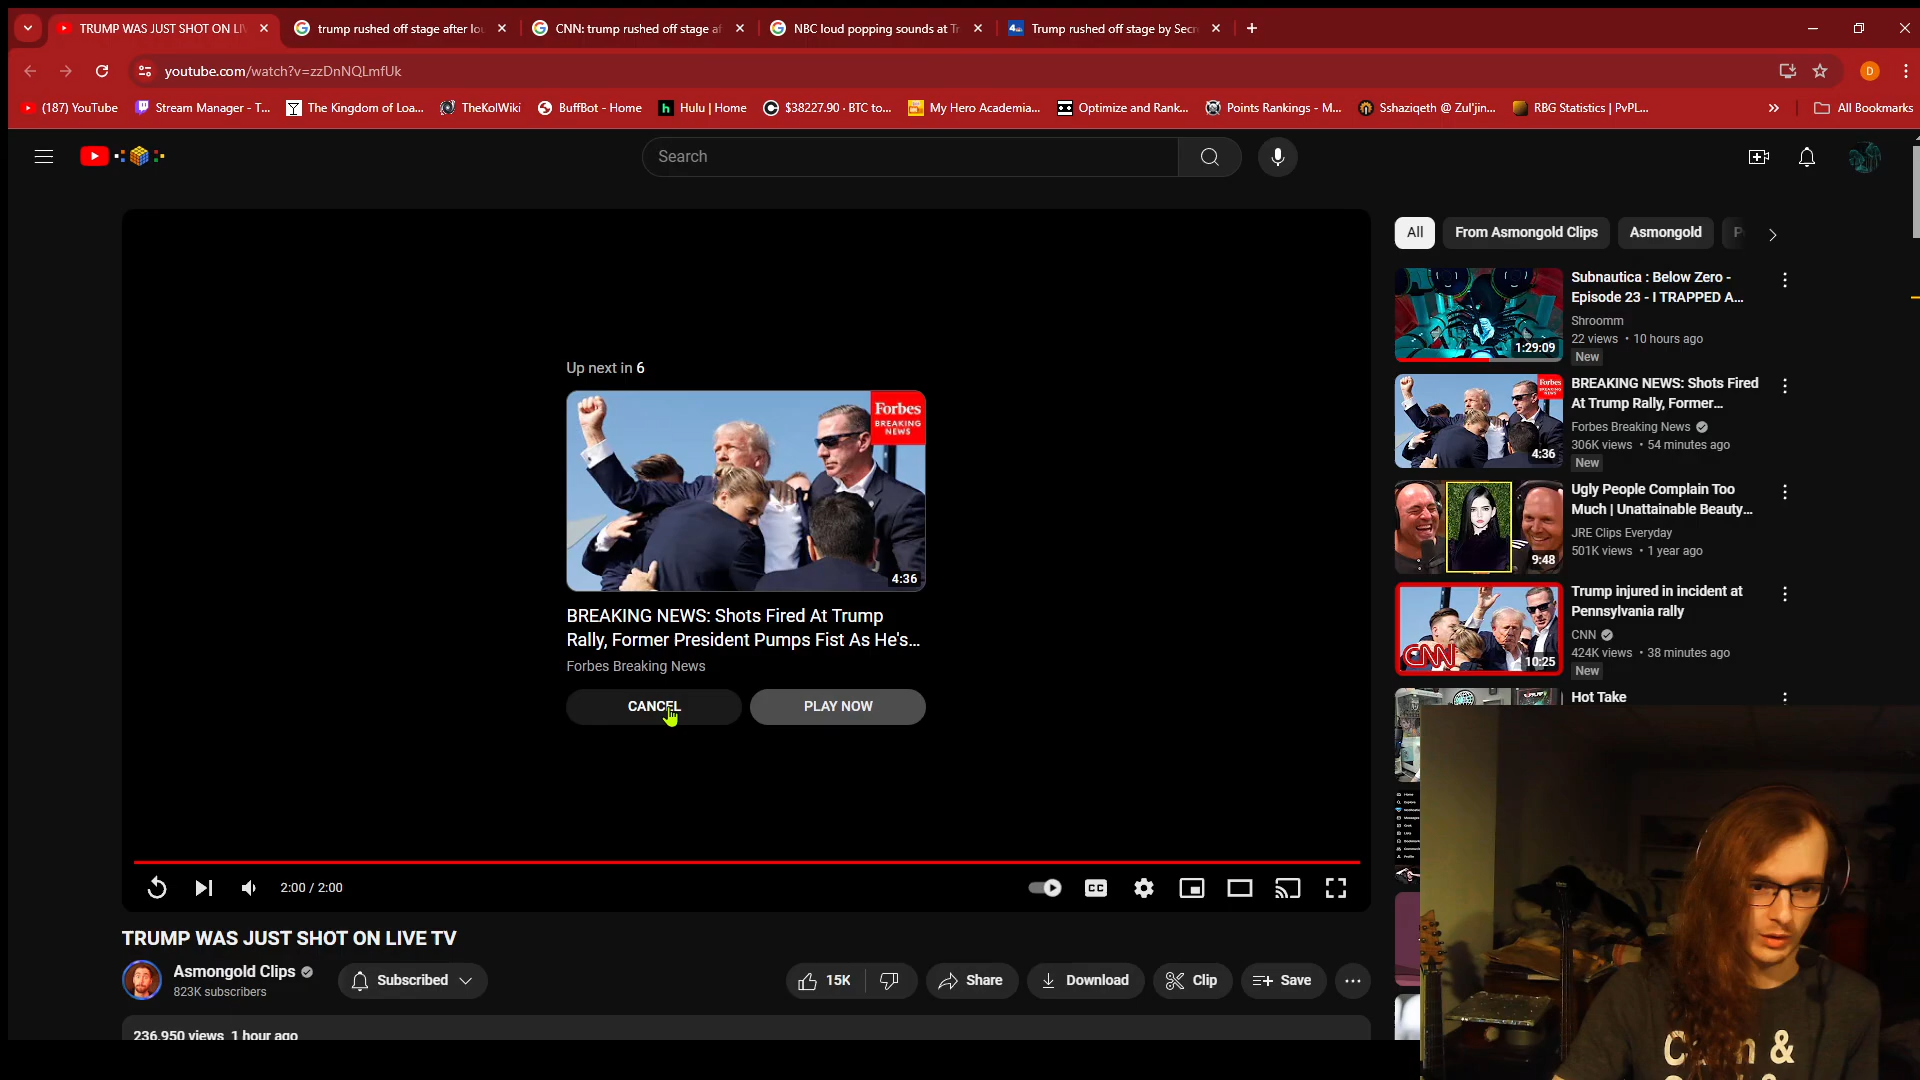 TRUMP WAS JUST SHOT ON LIV
trump rushed off stage after lou
CNN: trump rushed off stage af
NBC loud popping sounds at Tr
Trump rushed off stage by Secr
youtube.com/watch?v=zzDnNQLmfUk
D
(187) YouTube
Stream Manager - T...
The Kingdom of Loa...
TheKolWiki
BuffBot - Home
Hulu | Home
$38227.90 · BTC to...
My Hero Academia...
Optimize and Rank...
Points Rankings - M...
Sshaziqeth @ Zul'jin...
RBG Statistics | PvPL...
All Bookmarks
Search
All
From Asmongold Clips
Asmongold
Up next in 6
Forbes
BREAKING
NEWS
4:36
BREAKING NEWS: Shots Fired At Trump
Rally, Former President Pumps Fist As He's...
Forbes Breaking News
CANCEL
PLAY NOW
2:00 / 2:00
CC
TRUMP WAS JUST SHOT ON LIVE TV
Asmongold Clips
823K subscribers
Subscribed
15K
Share
Download
Clip
Save
236,950 views 1 hour ago
Subnautica : Below Zero -
Episode 23 - I TRAPPED A...
Shroomm
22 views • 10 hours ago
New
1:29:09
BREAKING NEWS: Shots Fired
At Trump Rally, Former...
Forbes Breaking News
306K views • 54 minutes ago
New
Forbes
4:36
Ugly People Complain Too
Much | Unattainable Beauty...
JRE Clips Everyday
501K views • 1 year ago
9:48
Trump injured in incident at
Pennsylvania rally
CNN
424K views • 38 minutes ago
New
CNN
10:25
Hot Take